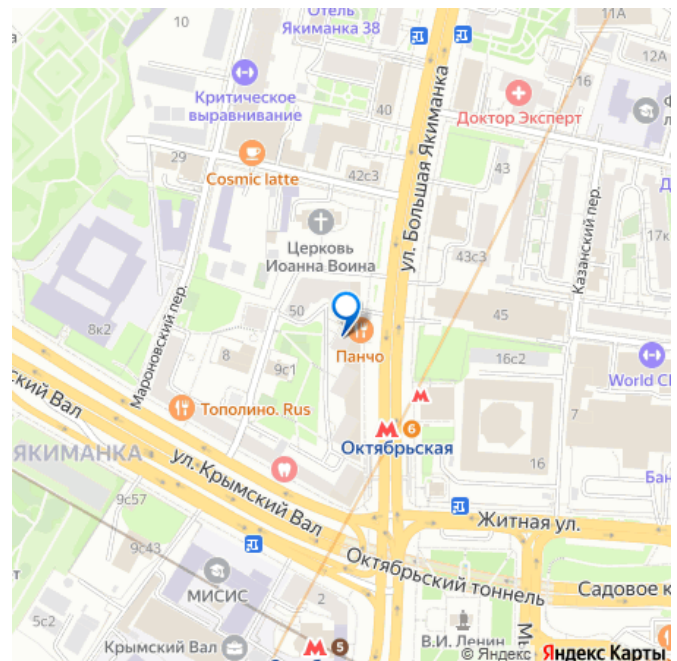 10
11А
Отель
Якиманка 38
12А
16
Критическое
выравнивание
40
Доктор Эксперт
29
Cosmic latte
42с3
43
ул. Большая Якиманка
Казанский пер.
Церковь
Иоанна Воина
43с3
17к
Мароновский пер.
50
45
8к2
8
Панчо
16с2
9с1
World Cl
ский Вал
Тополино. Rus
7
6
Октябрьская
ЯКИМАНКА
ул. Крымский Вал
16
Бан
9с57
Житная ул.
9с43
Октябрьский тоннель
МИСИС
Садовое к
5с2
2
В.И. Ленин
Крымский Вал
5
© Яндекс Яндекс Карты